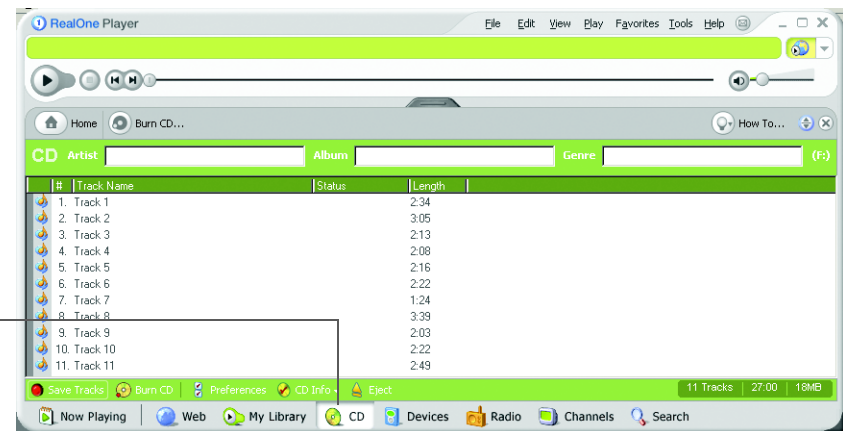 RealOne Player File Edit View Play Favorites Tools Help
Home Burn CD... How To...
CD Artist Album Genre (F:)
# Track Name Status Length
1. Track 1 2:34
2. Track 2 3:05
3. Track 3 2:13
4. Track 4 2:08
5. Track 5 2:16
6. Track 6 2:22
7. Track 7 1:24
8. Track 8 3:39
9. Track 9 2:03
10. Track 10 2:22
11. Track 11 2:49
Save Tracks Burn CD Preferences CD Info Eject 11 Tracks 27:00 18MB
Now Playing Web My Library CD Devices Radio Channels Search